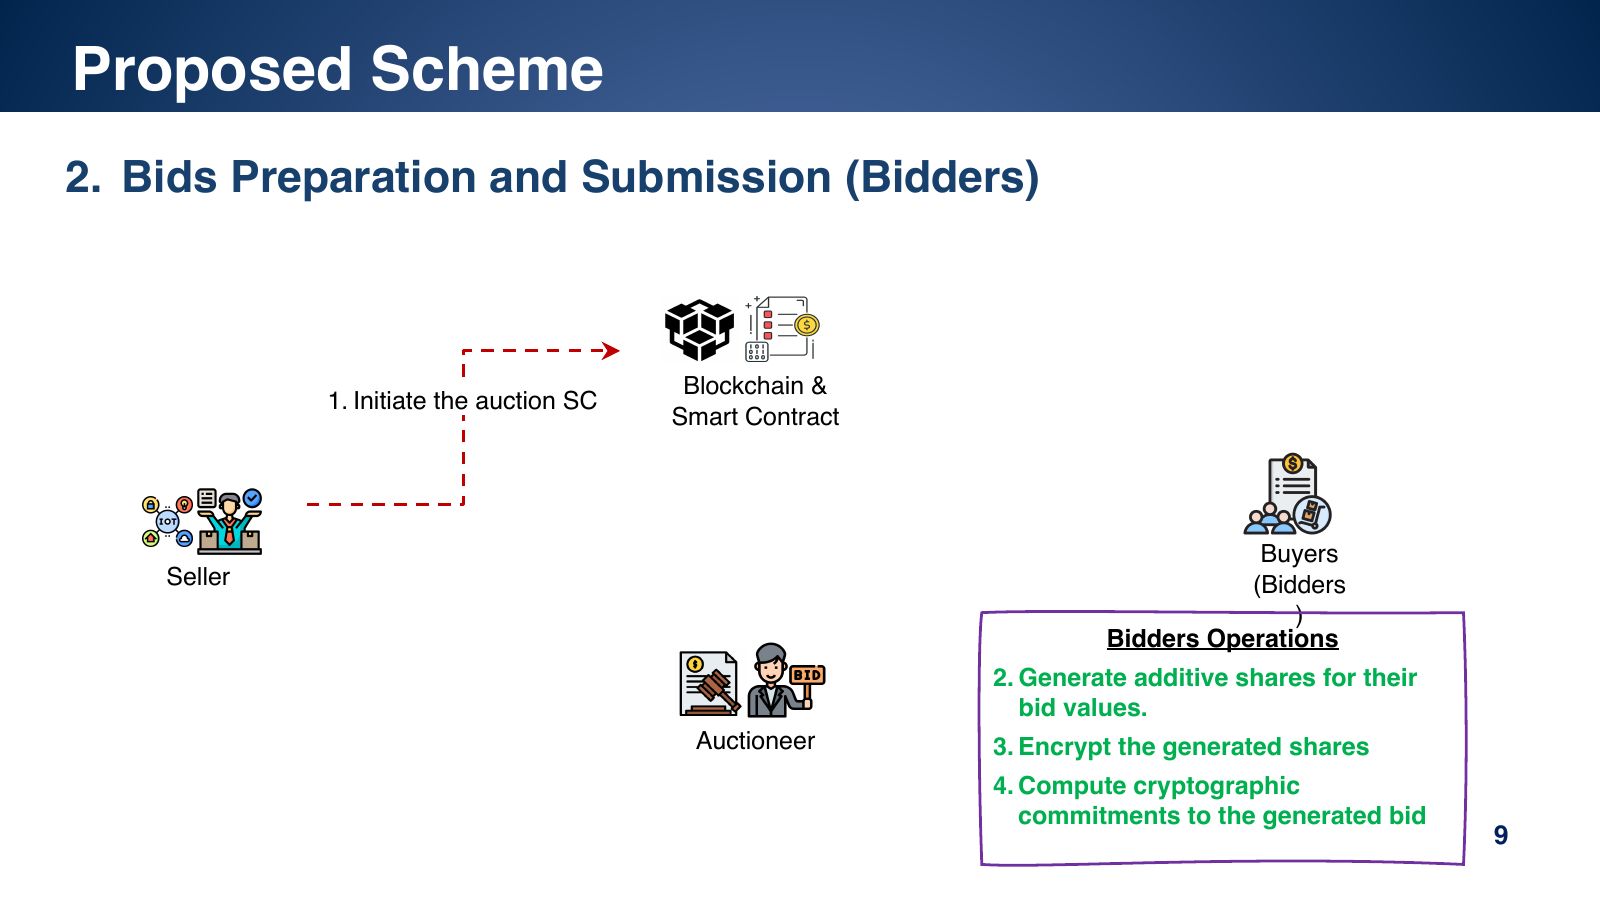 Proposed Scheme
2. Bids Preparation and Submission (Bidders)
Blockchain &
Smart Contract
1. Initiate the auction SC
IOT
Seller
Buyers
(Bidders
)
BID
Auctioneer
Bidders Operations
2. Generate additive shares for their
bid values.
3. Encrypt the generated shares
4. Compute cryptographic
commitments to the generated bid
9